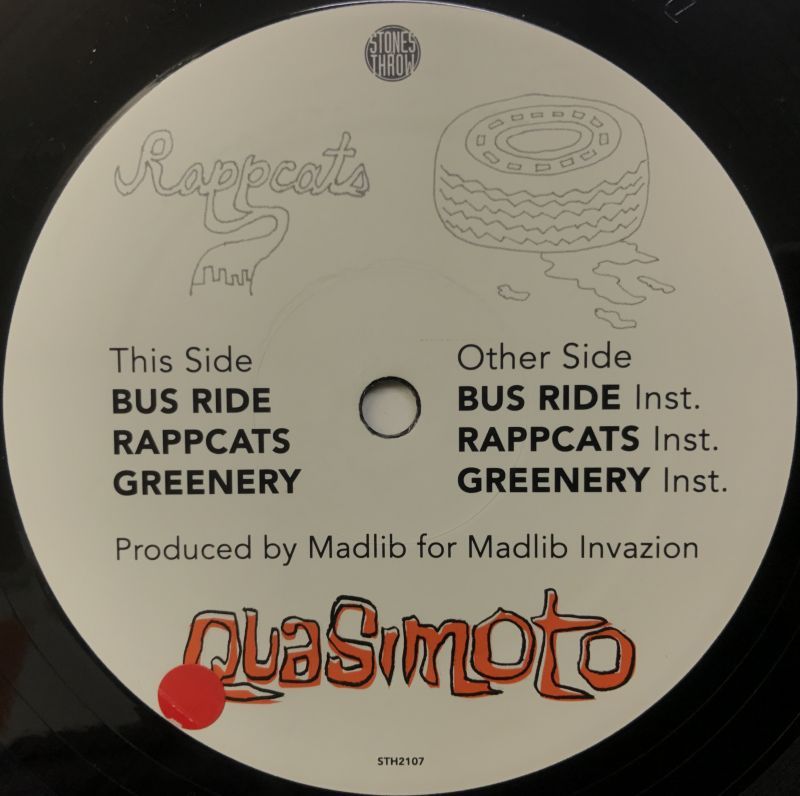 STONES
THROW
Rappcats
This Side
BUS RIDE
RAPPCATS
GREENERY
Other Side
BUS RIDE Inst.
RAPPCATS Inst.
GREENERY Inst.
Produced by Madlib for Madlib Invazion
QUASIMOTO
STH2107